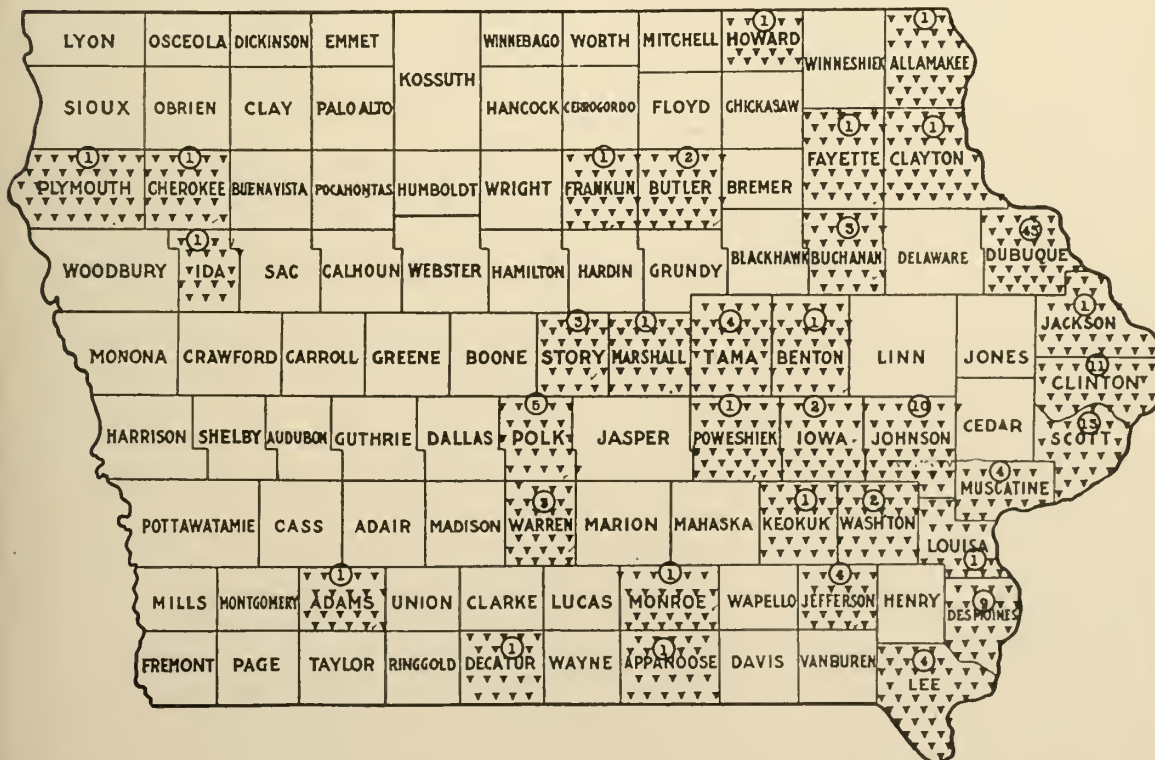 1 1
LYON OSCEOLA DICKINSON EMMET WINNEBAGO WORTH MITCHELL HOWARD
KOSSUTH WINNESHIEK ALLAMAKEE
SIOUX OBRIEN CLAY PALO ALTO HANCOCK CERROGORDO FLOYD CHICKASAW
1 1
1 1 1 2
PLYMOUTH CHEROKEE BUENAVISTA POCAHONTAS HUMBOLDT WRIGHT FRANKLIN BUTLER BREMER FAYETTE CLAYTON
1 45
WOODBURY IDA SAC CALHOUN WEBSTER HAMILTON HARDIN GRUNDY BLACKHAWK BUCHANAN DELAWARE DUBUQUE
1
JACKSON
3 1 4 1
MONONA CRAWFORD CARROLL GREENE BOONE STORY MARSHALL TAMA BENTON LINN JONES
11
CLINTON
5 1 2 10 13
HARRISON SHELBY AUDUBON GUTHRIE DALLAS POLK JASPER POWESHIEK IOWA JOHNSON CEDAR SCOTT
4
MUSCATINE
3 1 2
POTTAWATAMIE CASS ADAIR MADISON WARREN MARION MAHASKA KEOKUK WASHTON LOUISA
1
1 1 4
MILLS MONTGOMERY ADAMS UNION CLARKE LUCAS MONROE WAPELLO JEFFERSON HENRY
9
DESMOINES
1 1 4
FREMONT PAGE TAYLOR RINGGOLD DECATUR WAYNE APPANOOSE DAVIS VANBUREN LEE